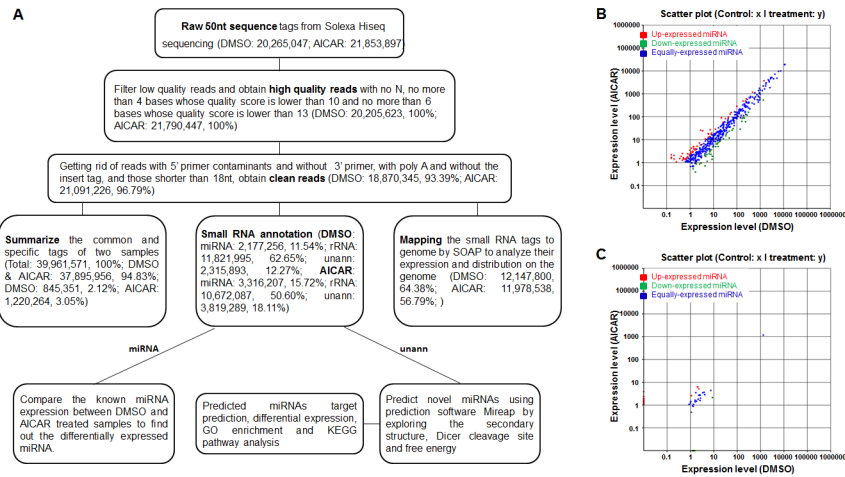 A
Raw 50nt sequence tags from Solexa Hiseq
sequencing (DMSO: 20,265,047; AICAR: 21,853,897)
Filter low quality reads and obtain high quality reads with no N, no more
than 4 bases whose quality score is lower than 10 and no more than 6
bases whose quality score is lower than 13 (DMSO: 20,205,623, 100%;
AICAR: 21,790,447, 100%)
Getting rid of reads with 5' primer contaminants and without 3' primer, with poly A and without the
insert tag, and those shorter than 18nt, obtain clean reads (DMSO: 18,870,345, 93.39%; AICAR:
21,091,226, 96.79%)
Summarize the common and
specific tags of two samples
(Total: 39,961,571, 100%; DMSO
& AICAR: 37,895,956, 94.83%;
DMSO: 845,351, 2.12%; AICAR:
1,220,264, 3.05%)
Small RNA annotation (DMSO:
miRNA: 2,177,256, 11.54%; rRNA:
11,821,995, 62.65%; unann:
2,315,893, 12.27%; AICAR:
miRNA: 3,316,207, 15.72%; rRNA:
10,672,087, 50.60%; unann:
3,819,289, 18.11%)
Mapping the small RNA tags to
genome by SOAP to analyze their
expression and distribution on the
genome (DMSO: 12,147,800,
64.38%; AICAR: 11,978,538,
56.79%; )
miRNA
unann
Compare the known miRNA
expression between DMSO and
AICAR treated samples to find
out the differentially expressed
miRNA.
Predicted miRNAs target
prediction, differential expression,
GO enrichment and KEGG
pathway analysis
Predict novel miRNAs using
prediction software Mireap by
exploring the secondary
structure, Dicer cleavage site
and free energy
B
Scatter plot (Control: x I treatment: y)
Up-expressed miRNA
Down-expressed miRNA
Equally-expressed miRNA
Expression level (AICAR)
1000000
100000
10000
1000
100
10
1
0.1
0.1 1 10 100 1000 10000 100000 1000000
Expression level (DMSO)
C
Scatter plot (Control: x I treatment: y)
Up-expressed miRNA
Down-expressed miRNA
Equally-expressed miRNA
Expression level (AICAR)
1000000
100000
10000
1000
100
10
1
0.1
0.1 1 10 100 1000 10000 100000 1000000
Expression level (DMSO)